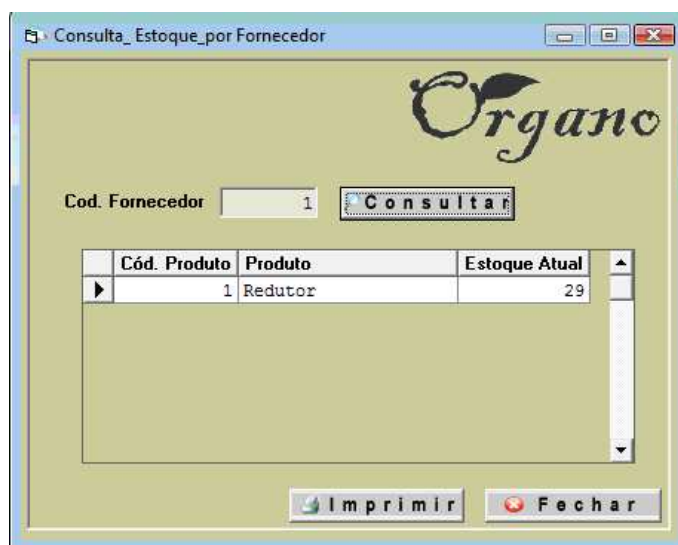 Consulta_ Estoque_por Fornecedor
Organo
Cod. Fornecedor 1 Consultar
Cód. Produto Produto Estoque Atual
1 Redutor 29
Imprimir Fechar